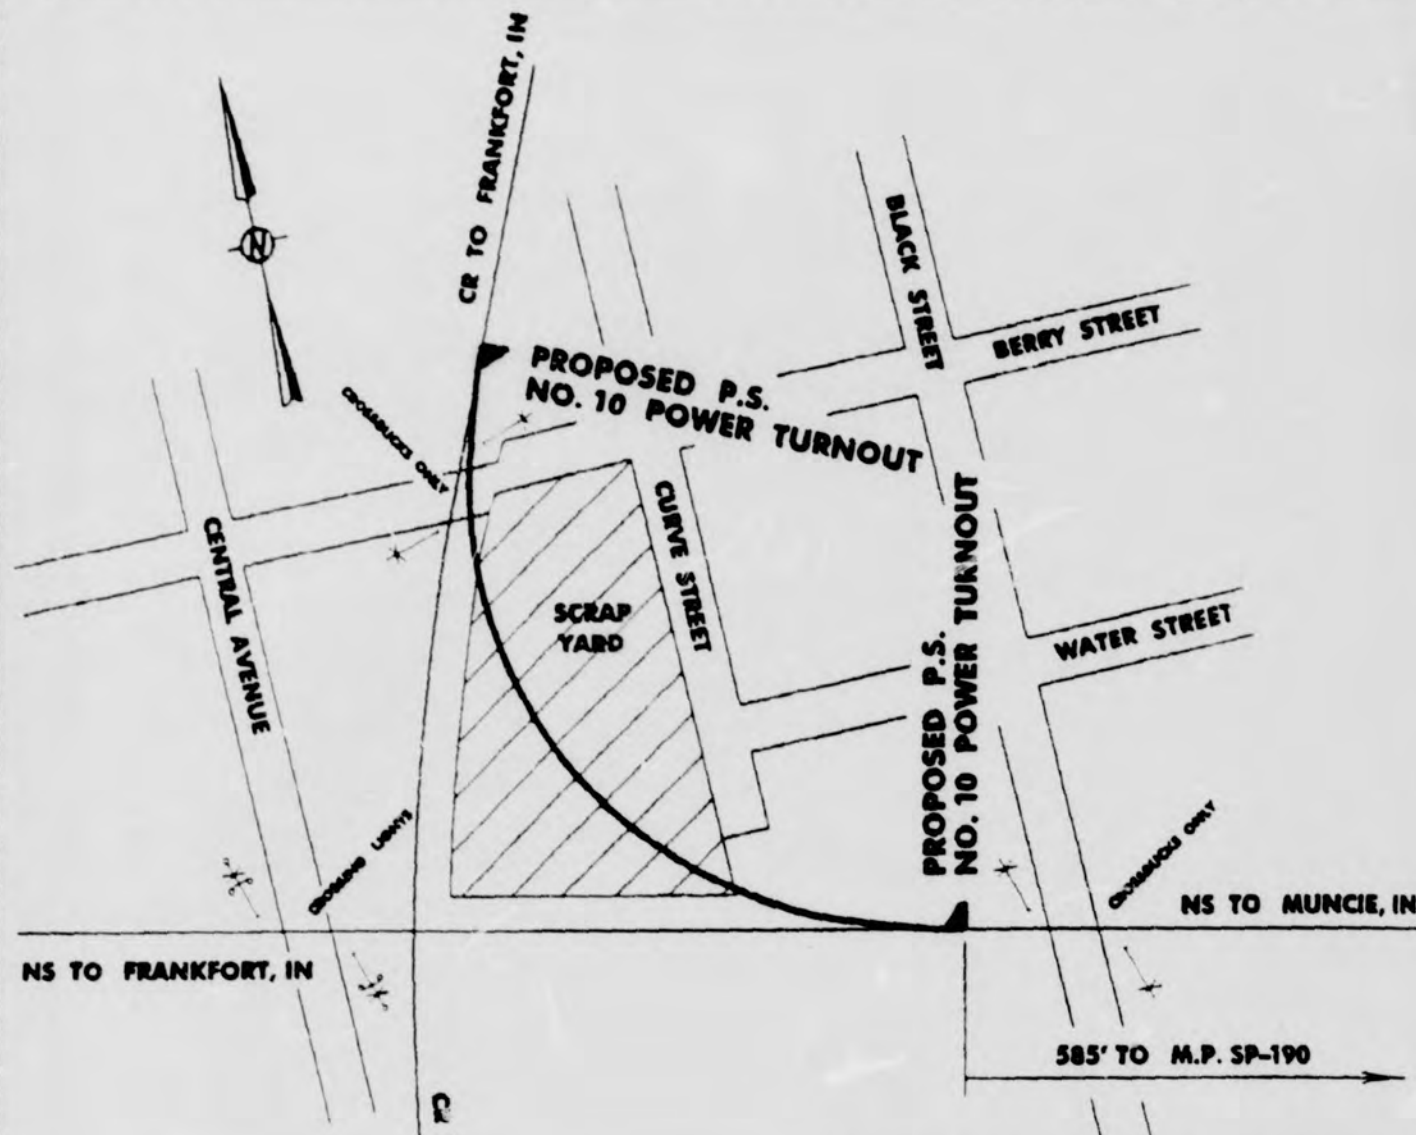 CR TO FRANKFORT, IN
N
BLACK STREET
BERRY STREET
PROPOSED P.S.
NO. 10 POWER TURNOUT
CROSSBUCKS ONLY
CENTRAL AVENUE
CURVE STREET
SCRAP
YARD
PROPOSED P.S.
NO. 10 POWER TURNOUT
WATER STREET
CROSSING LIGHTS
CROSSBUCKS ONLY
NS TO MUNCIE, IN
NS TO FRANKFORT, IN
585' TO M.P. SP-190
CR